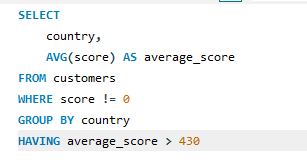 SELECT
country,
AVG(score) AS average_score
FROM customers
WHERE score != 0
GROUP BY country
HAVING average_score > 430